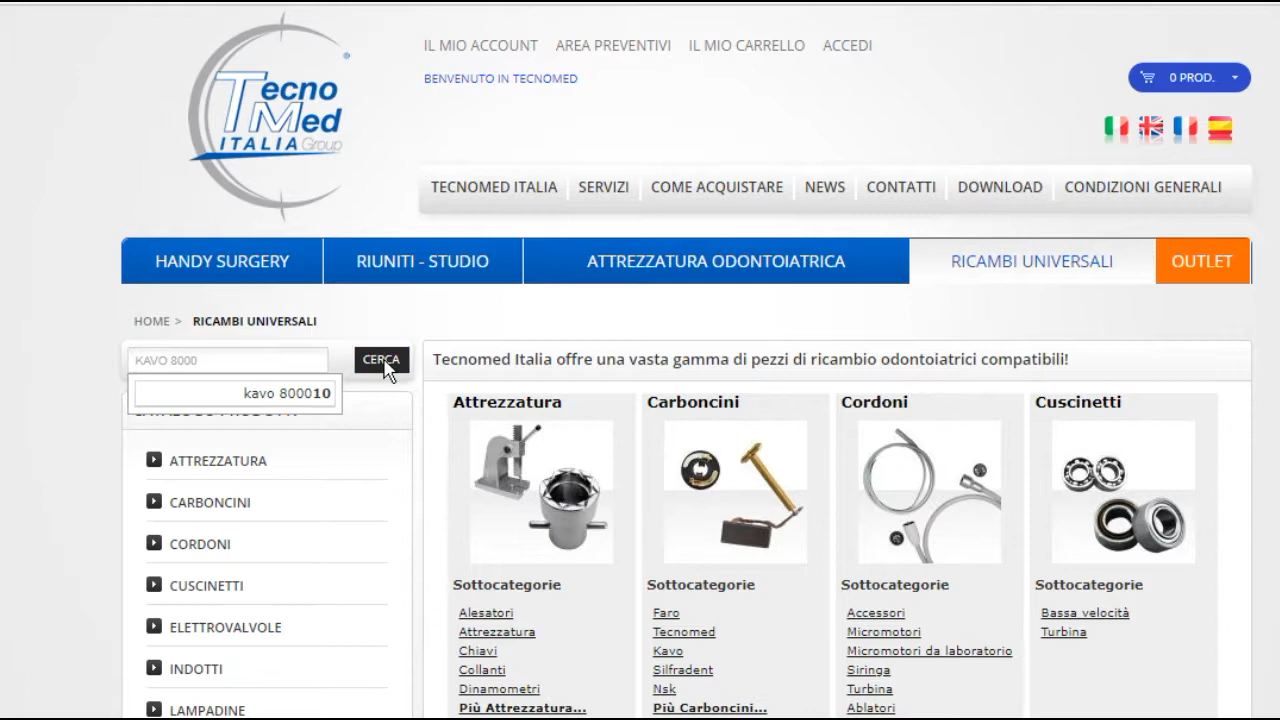 IL MIO ACCOUNT AREA PREVENTIVI IL MIO CARRELLO ACCEDI
BENVENUTO IN TECNOMED
0 PROD.
Tecno
Med
ITALIA Group
TECNOMED ITALIA SERVIZI COME ACQUISTARE NEWS CONTATTI DOWNLOAD CONDIZIONI GENERALI
HANDY SURGERY RIUNITI - STUDIO ATTREZZATURA ODONTOIATRICA RICAMBI UNIVERSALI OUTLET
HOME > RICAMBI UNIVERSALI
KAVO 8000 CERCA
kavo 800010
Tecnomed Italia offre una vasta gamma di pezzi di ricambio odontoiatrici compatibili!
ATTREZZATURA
CARBONCINI
CORDONI
CUSCINETTI
ELETTROVALVOLE
INDOTTI
LAMPADINE
Attrezzatura
Sottocategorie
Alesatori
Attrezzatura
Chiavi
Collanti
Dinamometri
Più Attrezzatura...
Carboncini
Sottocategorie
Faro
Tecnomed
Kavo
Silfradent
Nsk
Più Carboncini...
Cordoni
Sottocategorie
Accessori
Micromotori
Micromotori da laboratorio
Siringa
Turbina
Ablatori
Cuscinetti
Sottocategorie
Bassa velocità
Turbina